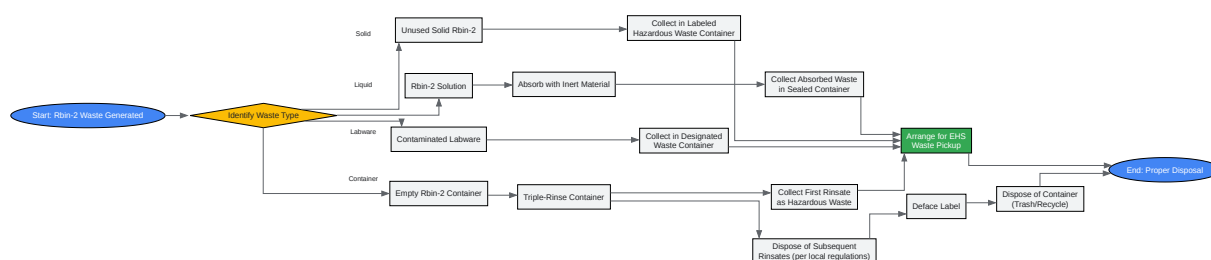 Start: Rbin-2 Waste Generated
Identify Waste Type
Solid
Unused Solid Rbin-2
Collect in Labeled
Hazardous Waste Container
Liquid
Rbin-2 Solution
Absorb with Inert Material
Collect Absorbed Waste
in Sealed Container
Labware
Contaminated Labware
Collect in Designated
Waste Container
Arrange for EHS
Waste Pickup
Container
Empty Rbin-2 Container
Triple-Rinse Container
Collect First Rinsate
as Hazardous Waste
Dispose of Subsequent
Rinsates (per local regulations)
Deface Label
Dispose of Container
(Trash/Recycle)
End: Proper Disposal